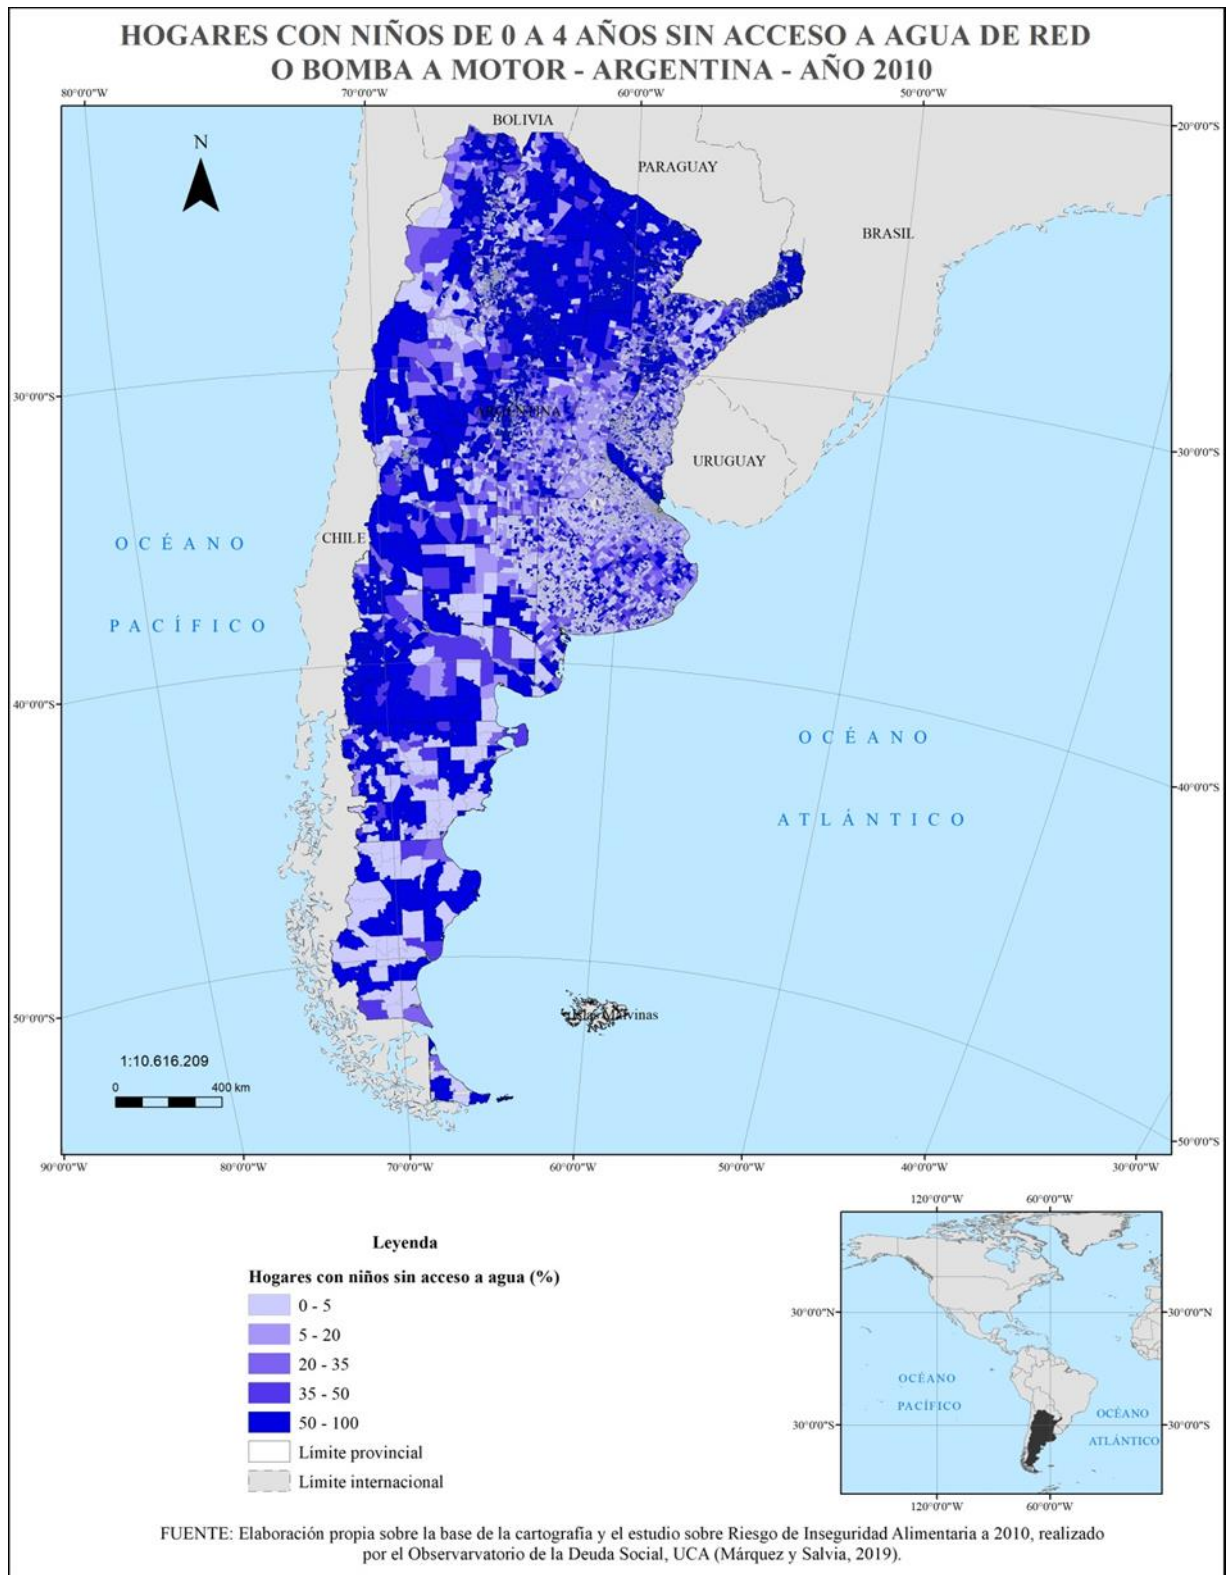 HOGARES CON NIÑOS DE 0 A 4 AÑOS SIN ACCESO A AGUA DE RED
O BOMBA A MOTOR - ARGENTINA - AÑO 2010
80°0'0"W 70°0'0"W 60°0'0"W 50°0'0"W
BOLIVIA
20°0'0"S
N
PARAGUAY
BRASIL
30°0'0"S
ARGENTINA
30°0'0"S
URUGUAY
CHILE
OCÉANO
PACÍFICO
40°0'0"S
OCÉANO
40°0'0"S
ATLÁNTICO
Islas Malvinas
50°0'0"S
1:10.616.209
0 400 km
50°0'0"S
90°0'0"W 80°0'0"W 70°0'0"W 60°0'0"W 50°0'0"W 40°0'0"W 30°0'0"W
120°0'0"W 60°0'0"W
30°0'0"N 30°0'0"N
OCÉANO
PACÍFICO
OCÉANO
ATLÁNTICO
30°0'0"S 30°0'0"S
120°0'0"W 60°0'0"W
Leyenda
Hogares con niños sin acceso a agua (%)
0 - 5
5 - 20
20 - 35
35 - 50
50 - 100
Límite provincial
Límite internacional
FUENTE: Elaboración propia sobre la base de la cartografía y el estudio sobre Riesgo de Inseguridad Alimentaria a 2010, realizado
por el Observarvatorio de la Deuda Social, UCA (Márquez y Salvia, 2019).